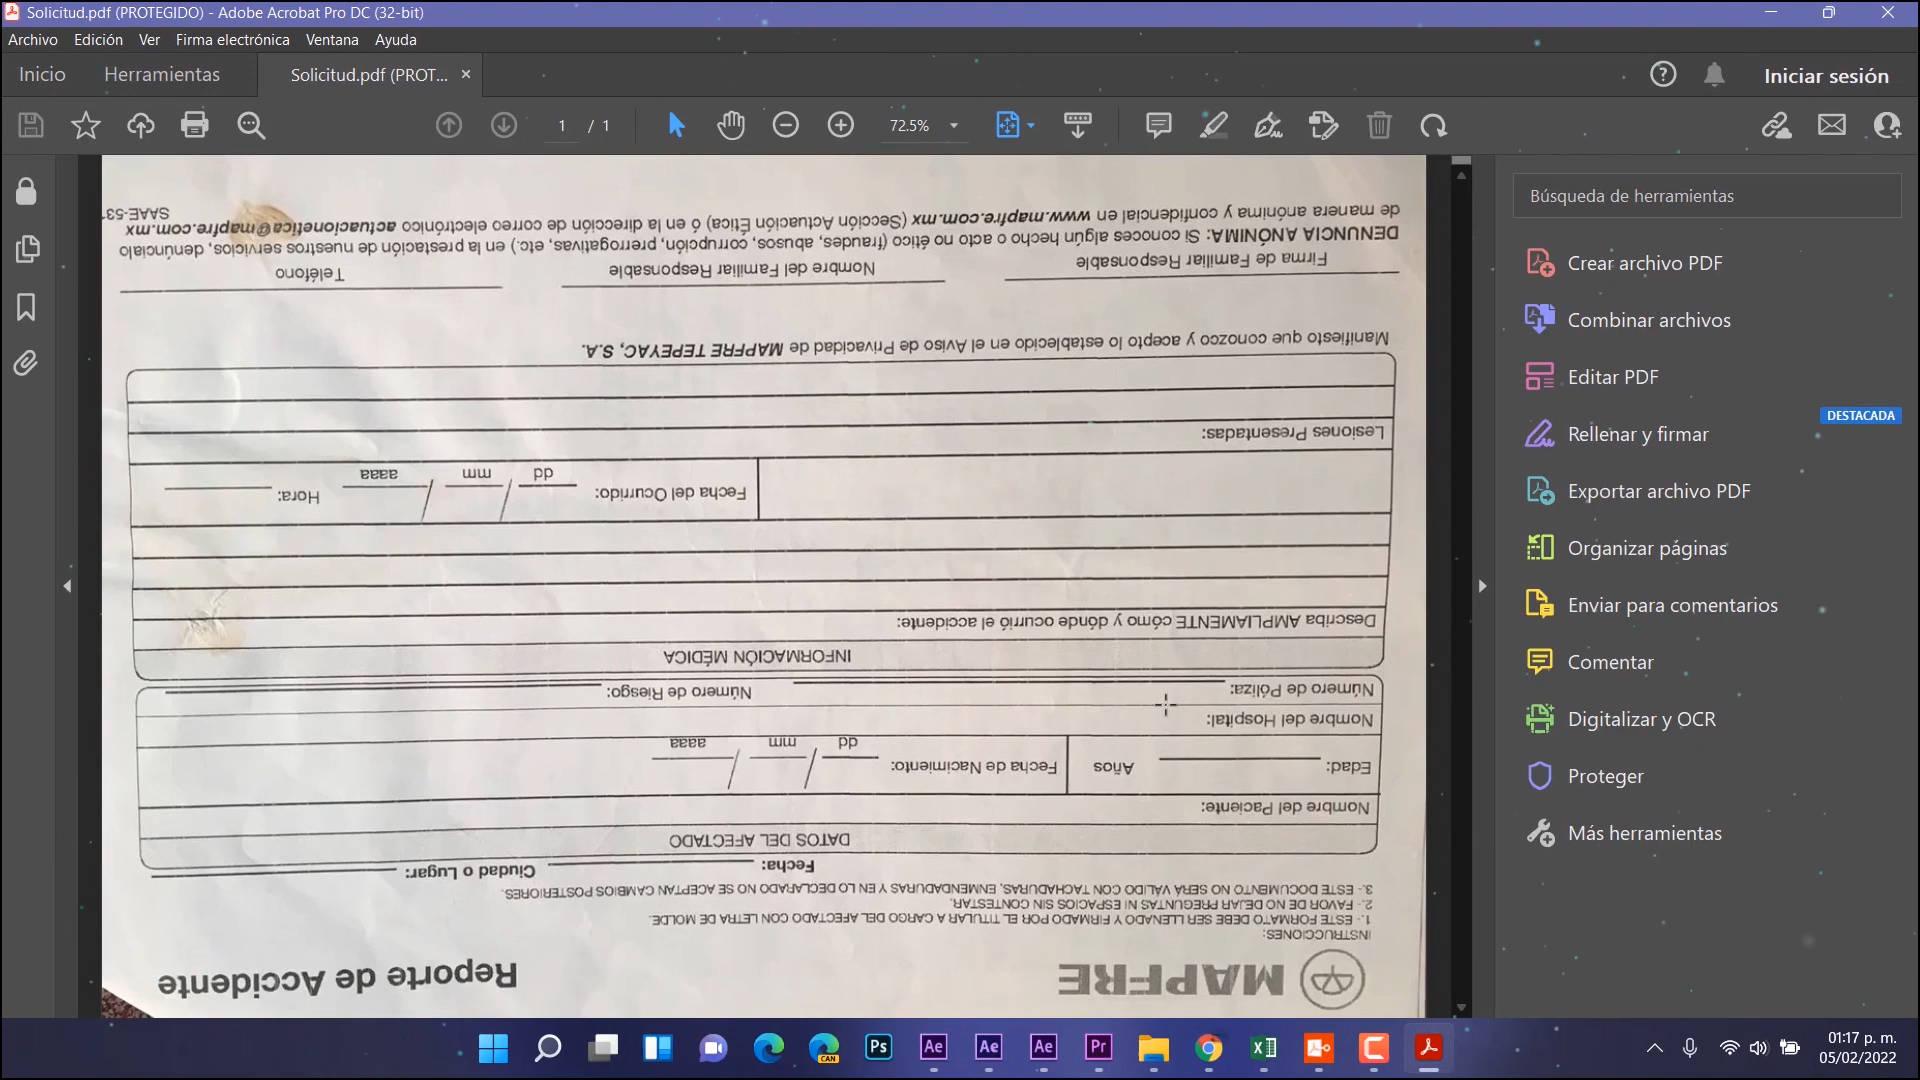 Solicitud.pdf (PROTEGIDO) - Adobe Acrobat Pro DC (32-bit)
Archivo Edición Ver Firma electrónica Ventana Ayuda
Inicio Herramientas Solicitud.pdf (PROT... × Iniciar sesión
1 / 1 72.5%
Búsqueda de herramientas
Crear archivo PDF
Combinar archivos
Editar PDF
DESTACADA
Rellenar y firmar
Exportar archivo PDF
Organizar páginas
Enviar para comentarios
Comentar
Digitalizar y OCR
Proteger
Más herramientas
MAPFRE Reporte de Accidente
INSTRUCCIONES:
1.- ESTE FORMATO DEBE SER LLENADO Y FIRMADO POR EL TITULAR A CARGO DEL AFECTADO CON LETRA DE MOLDE.
2.- FAVOR DE NO DEJAR PREGUNTAS NI ESPACIOS SIN CONTESTAR.
3.- ESTE DOCUMENTO NO SERÁ VÁLIDO CON TACHADURAS, ENMENDADURAS Y EN LO DECLARADO NO SE ACEPTAN CAMBIOS POSTERIORES.
Fecha: Ciudad o Lugar:
DATOS DEL AFECTADO
Nombre del Paciente:
Edad: Años Fecha de Nacimiento: / /
dd mm aaaa
Nombre del Hospital:
Número de Póliza: Número de Riesgo:
INFORMACIÓN MÉDICA
Describa AMPLIAMENTE cómo y dónde ocurrió el accidente:
Fecha del Ocurrido: / / Hora:
dd mm aaaa
Lesiones Presentadas:
Manifiesto que conozco y acepto lo establecido en el Aviso de Privacidad de MAPFRE TEPEYAC, S.A.
Firma de Familiar Responsable Nombre del Familiar Responsable Teléfono
DENUNCIA ANÓNIMA: Si conoces algún hecho o acto no ético (fraudes, abusos, corrupción, prerrogativas, etc.) en la prestación de nuestros servicios, denúncialo
de manera anónima y confidencial en www.mapfre.com.mx (Sección Actuación Ética) ó en la dirección de correo electrónico actuacionetica@mapfre.com.mx
SAAE-53
CAN
Ps Ae Ae Ae Pr
01:17 p. m.
05/02/2022